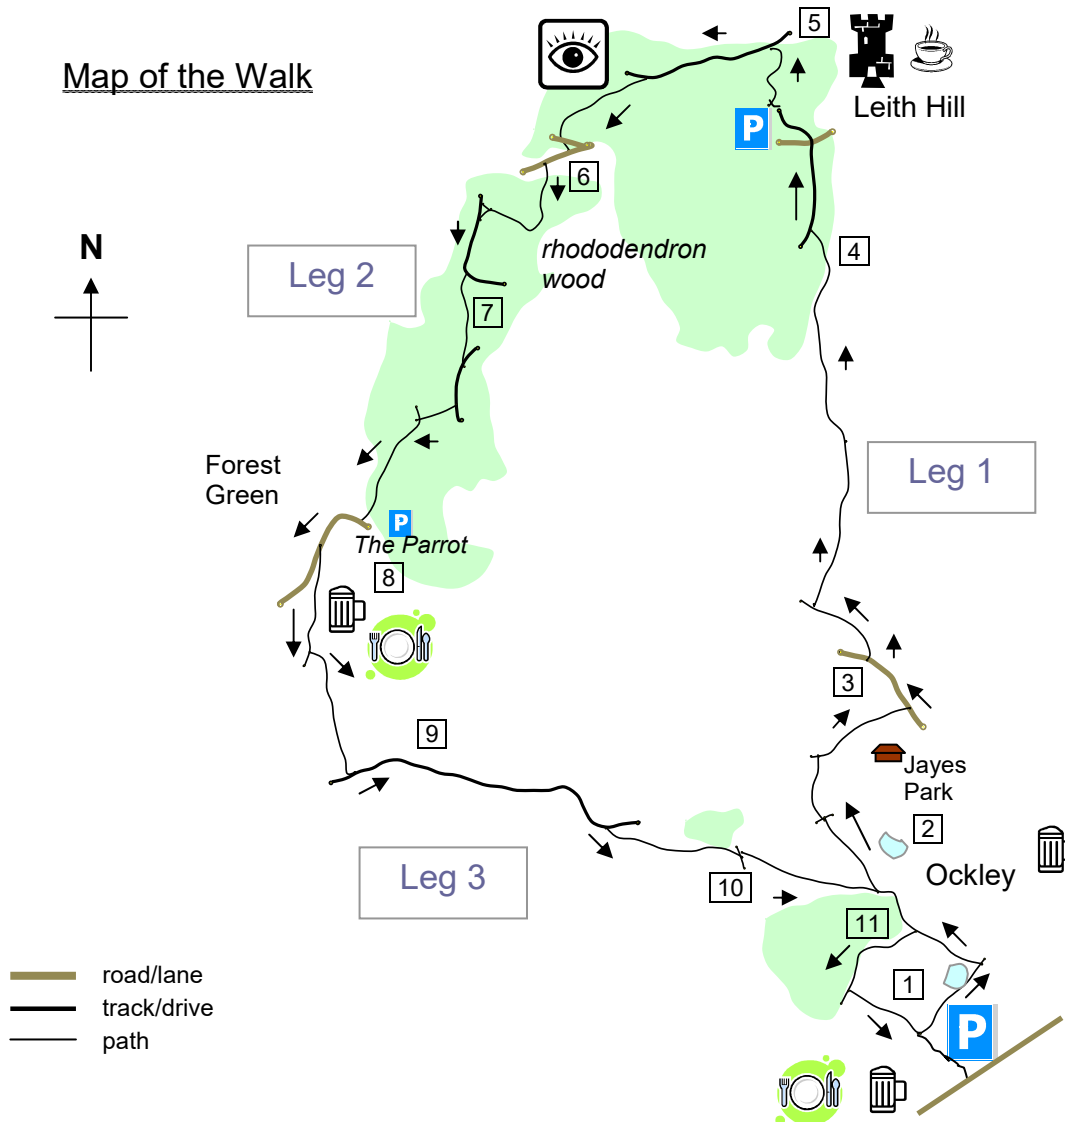 Map of the Walk
5
P
Leith Hill
6
N
rhododendron
wood
4
Leg 2
7
Leg 1
Forest
Green
P
The Parrot
8
3
9
Jayes
Park
2
Leg 3
Ockley
10
11
1
road/lane
track/drive
path
P